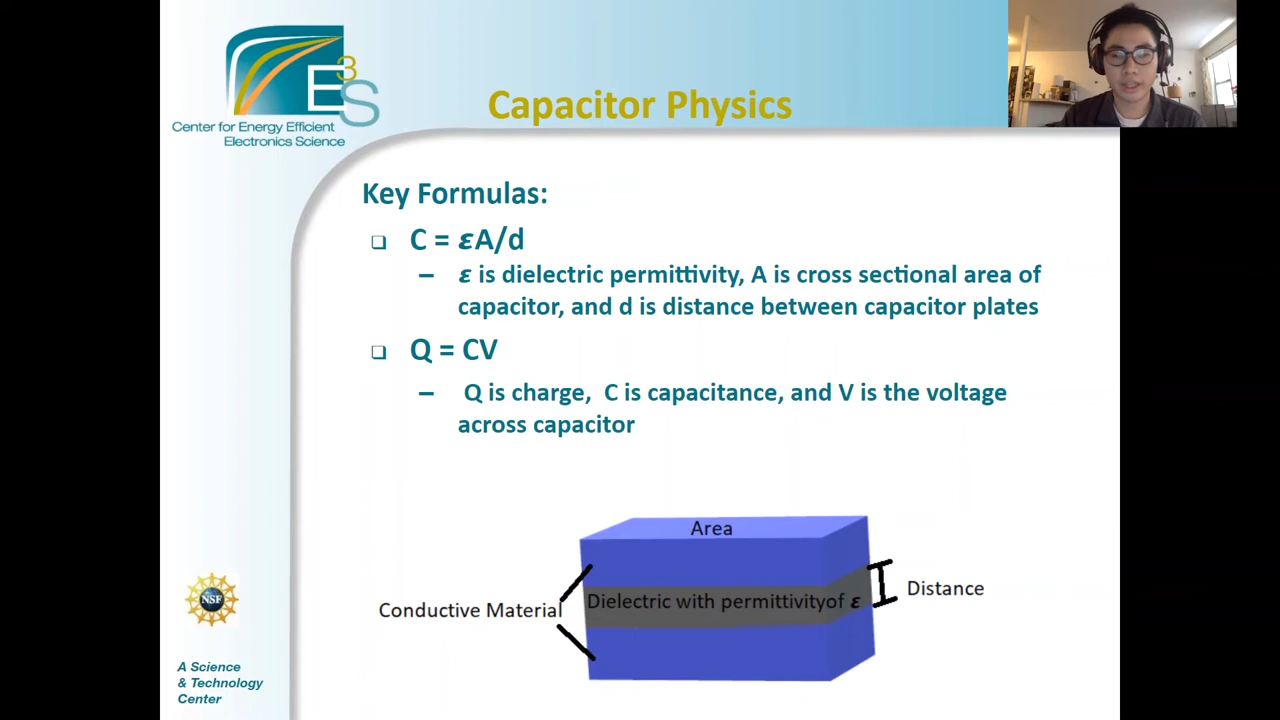 E3S
Center for Energy Efficient
Electronics Science
Capacitor Physics
Key Formulas:
❑ C = 𝜺A/d
– 𝜺 is dielectric permittivity, A is cross sectional area of
capacitor, and d is distance between capacitor plates
❑ Q = CV
– Q is charge, C is capacitance, and V is the voltage
across capacitor
Area
Dielectric with permittivityof 𝜺
Distance
Conductive Material
NSF
A Science
& Technology
Center